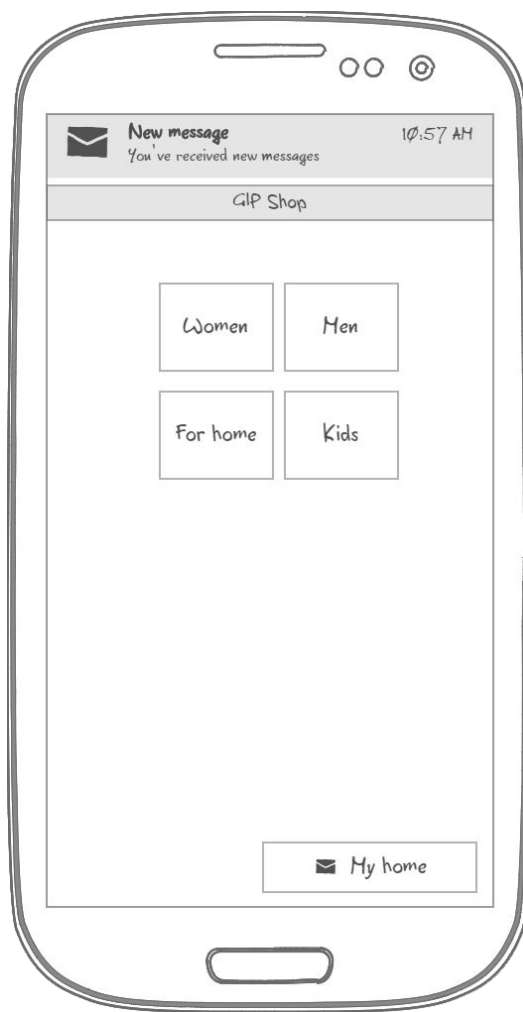 New message
10:57 AM
You've received new messages
GIP Shop
Women
Men
For home
Kids
My home